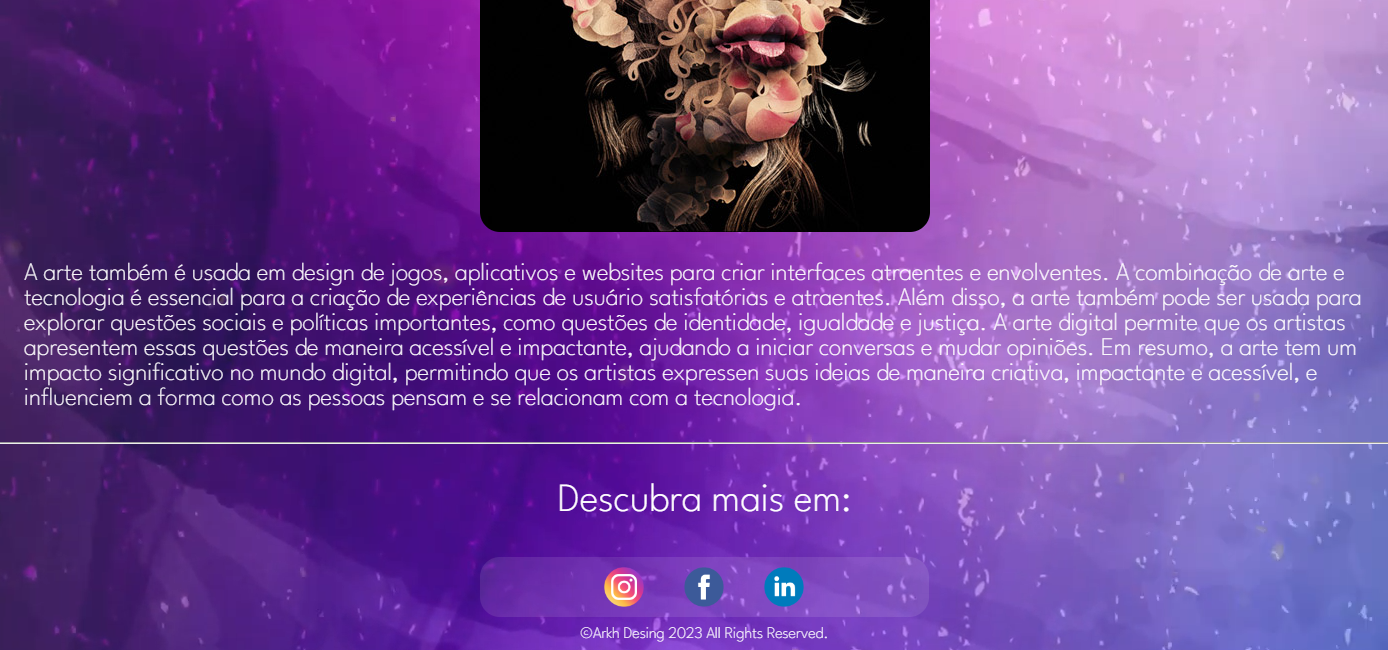 A arte também é usada em design de jogos, aplicativos e websites para criar interfaces atraentes e envolventes. A combinação de arte e
tecnologia é essencial para a criação de experiências de usuário satisfatórias e atraentes. Além disso, a arte também pode ser usada para
explorar questões sociais e políticas importantes, como questões de identidade, igualdade e justiça. A arte digital permite que os artistas
apresentem essas questões de maneira acessível e impactante, ajudando a iniciar conversas e mudar opiniões. Em resumo, a arte tem um
impacto significativo no mundo digital, permitindo que os artistas expressen suas ideias de maneira criativa, impactante e acessível, e
influenciem a forma como as pessoas pensam e se relacionam com a tecnologia.
Descubra mais em:
f
in
©Arkh Desing 2023 All Rights Reserved.